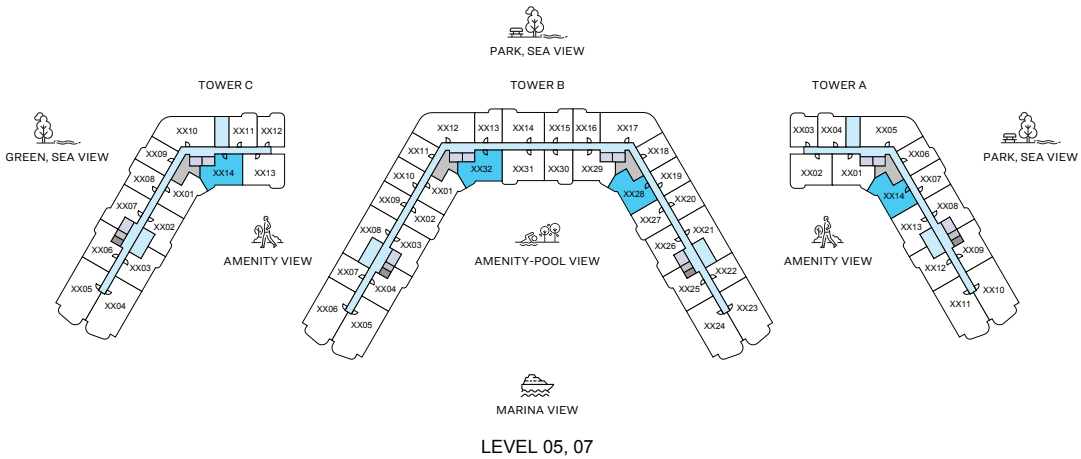 PARK, SEA VIEW
TOWER C
TOWER B
TOWER A
GREEN, SEA VIEW
PARK, SEA VIEW
XX10
XX11
XX12
XX09
XX14
XX13
XX08
XX01
XX07
XX02
XX06
XX03
XX05
XX04
AMENITY VIEW
XX12
XX13
XX14
XX15
XX16
XX17
XX11
XX32
XX31
XX30
XX29
XX18
XX10
XX01
XX28
XX19
XX09
XX02
XX27
XX20
XX08
XX03
XX26
XX21
XX07
XX04
XX25
XX22
XX06
XX05
XX24
XX23
AMENITY-POOL VIEW
XX03
XX04
XX05
XX02
XX01
XX06
XX14
XX07
XX13
XX08
XX12
XX09
XX11
XX10
AMENITY VIEW
MARINA VIEW
LEVEL 05, 07